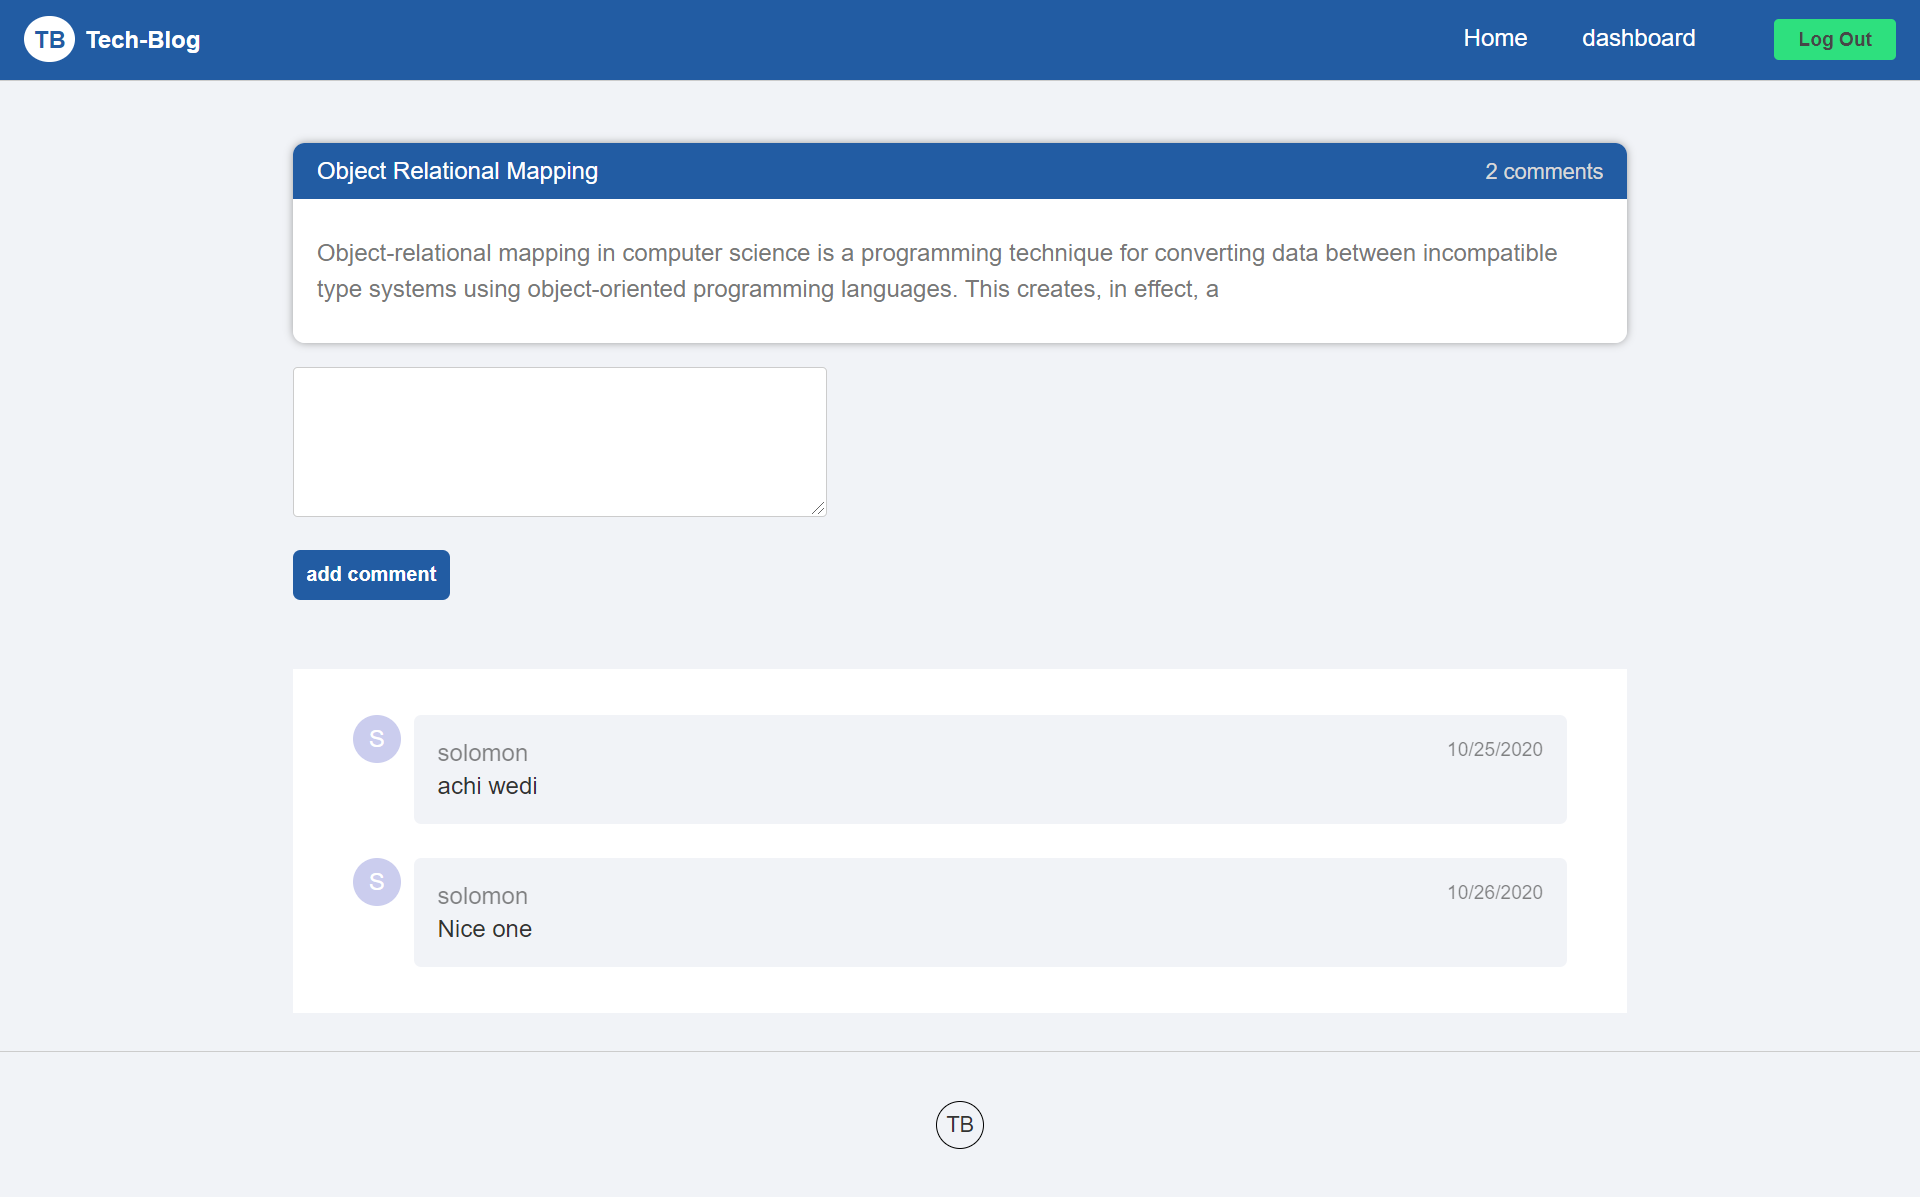 TB Tech-Blog Home dashboard Log Out
Object Relational Mapping 2 comments
Object-relational mapping in computer science is a programming technique for converting data between incompatible
type systems using object-oriented programming languages. This creates, in effect, a
add comment
S
solomon 10/25/2020
achi wedi
S
solomon 10/26/2020
Nice one
TB